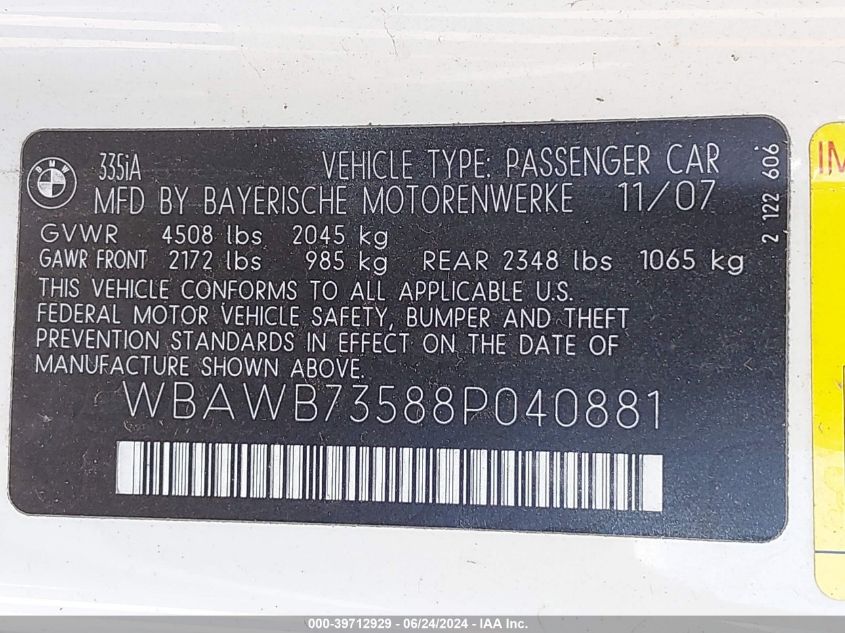 BMW
335iA VEHICLE TYPE: PASSENGER CAR
MFD BY BAYERISCHE MOTORENWERKE 11/07
GVWR 4508 lbs 2045 kg
GAWR FRONT 2172 lbs 985 kg REAR 2348 lbs 1065 kg
THIS VEHICLE CONFORMS TO ALL APPLICABLE U.S.
FEDERAL MOTOR VEHICLE SAFETY, BUMPER AND THEFT
PREVENTION STANDARDS IN EFFECT ON THE DATE OF
MANUFACTURE SHOWN ABOVE.
WBAWB73588P040881
2 122 606
IM
000-39712929 - 06/24/2024 - IAA Inc.